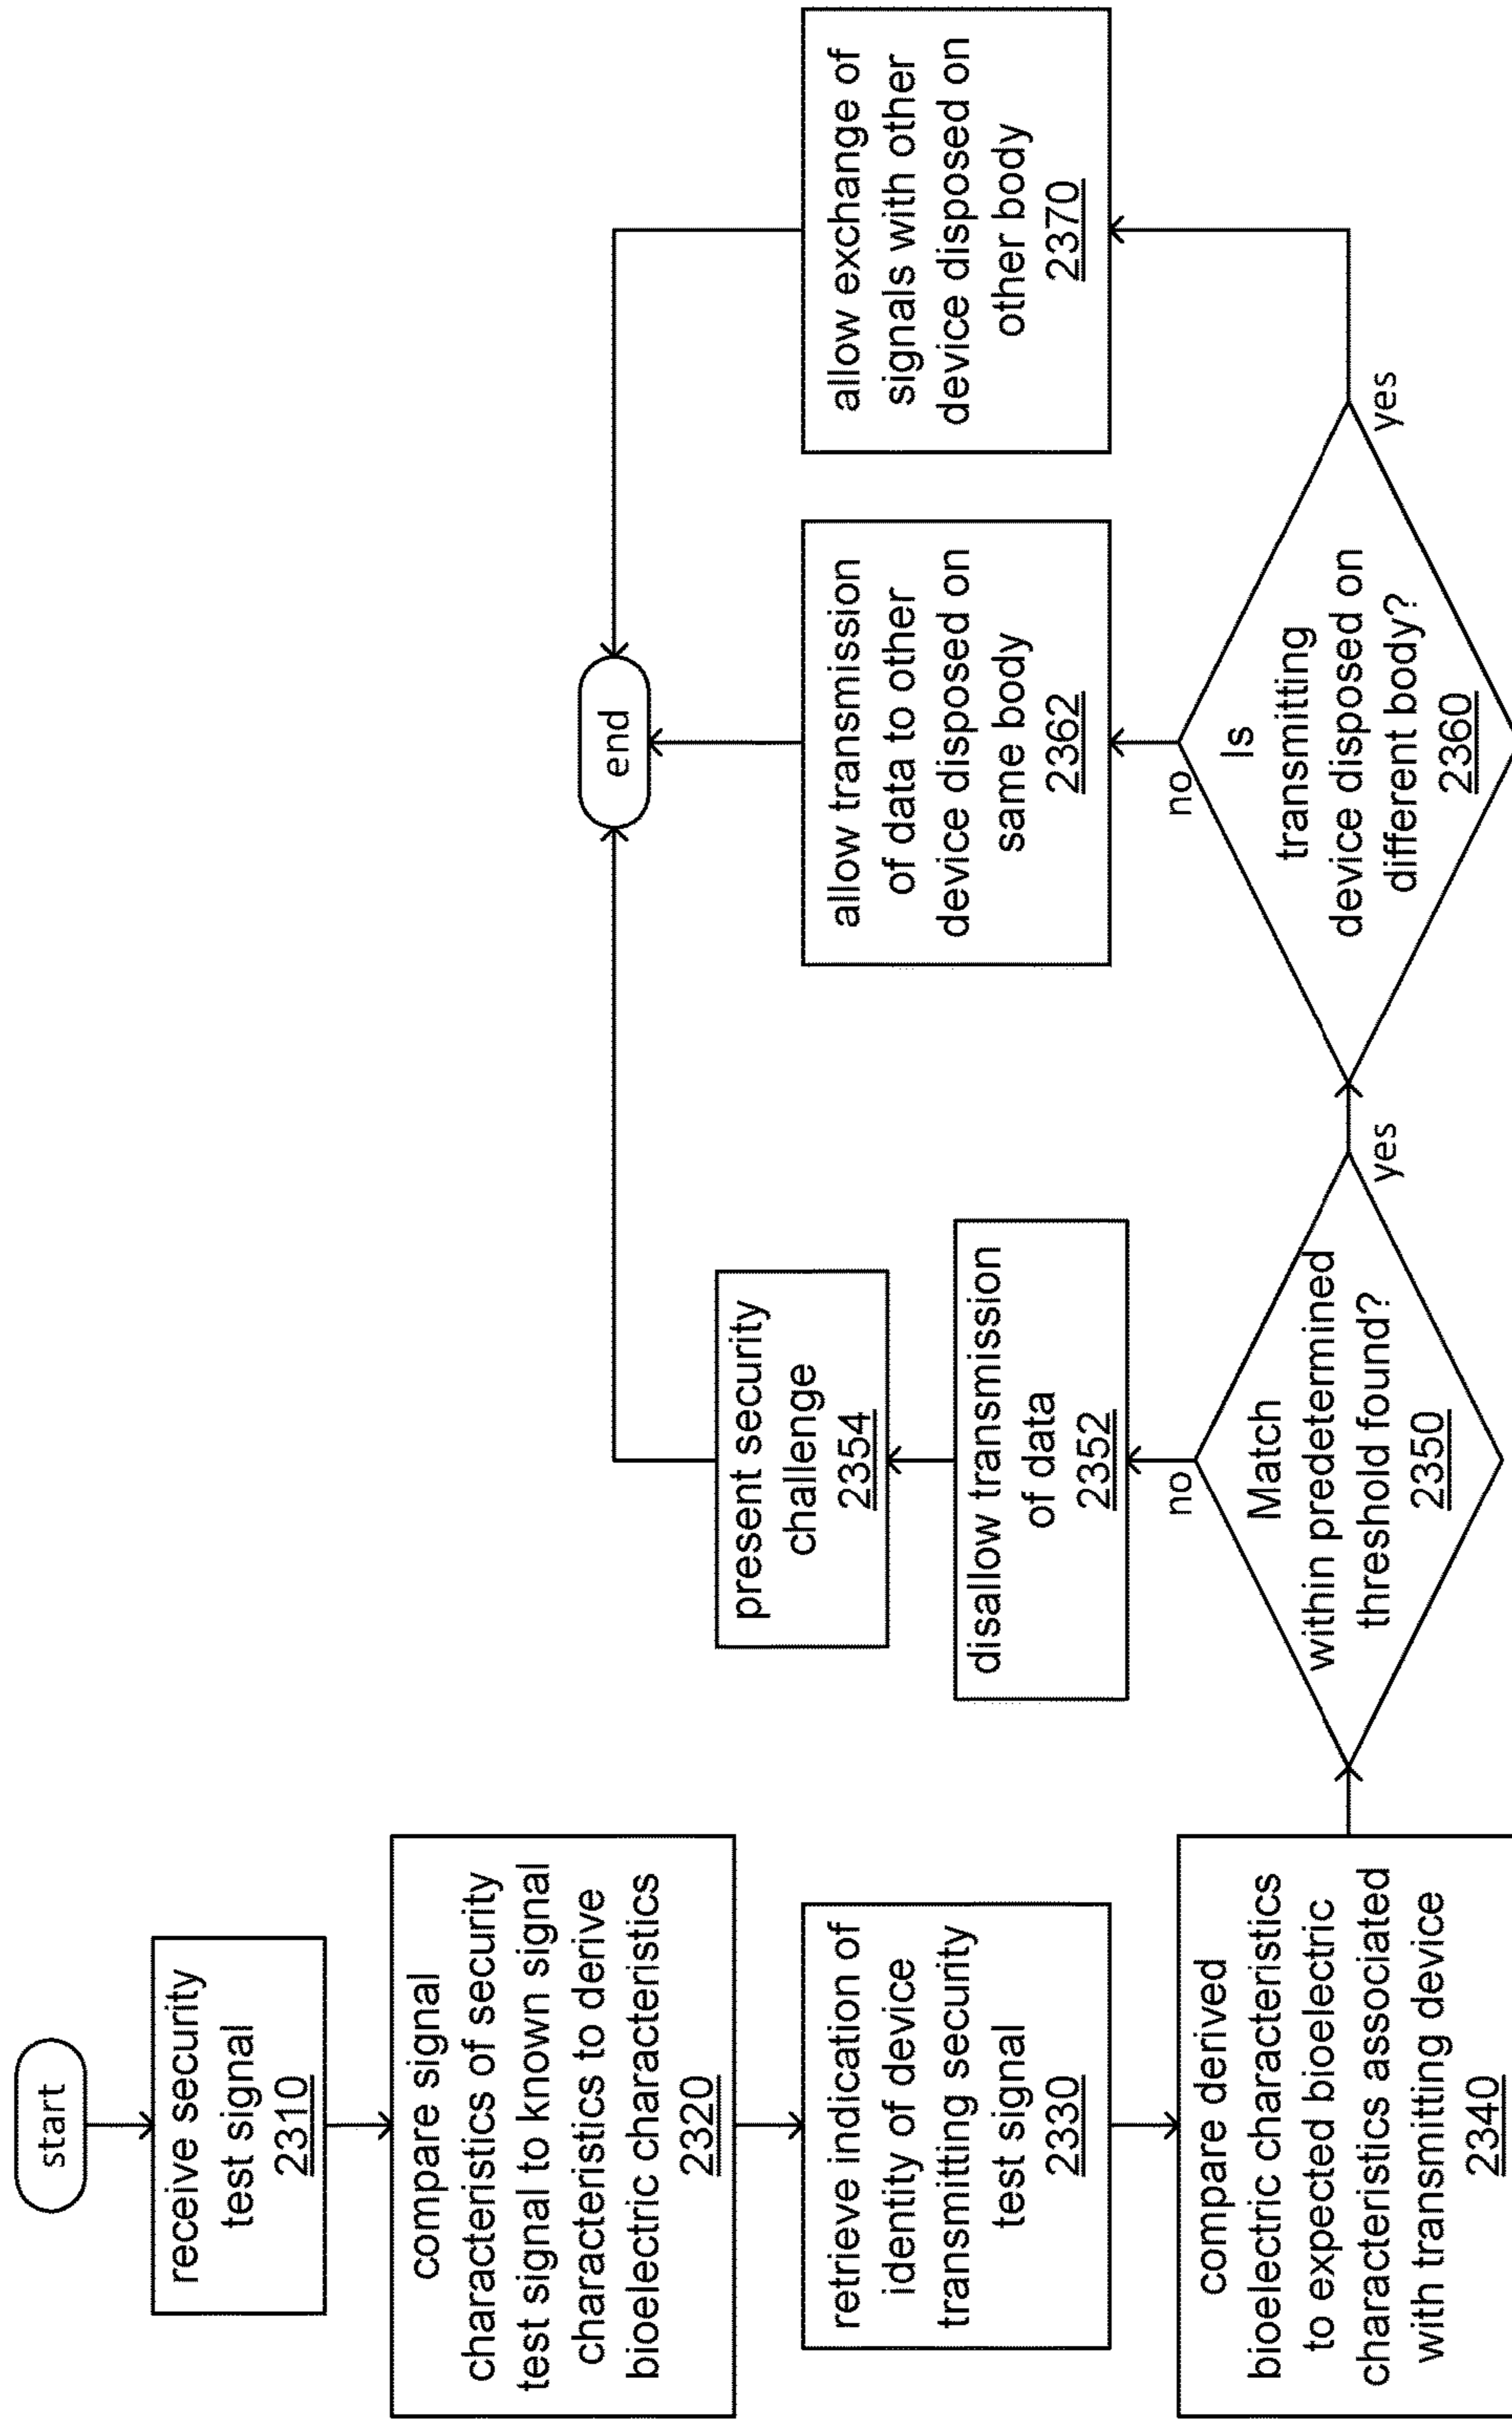 start
receive security
test signal
2310
compare signal
characteristics of security
test signal to known signal
characteristics to derive
bioelectric characteristics
2320
retrieve indication of
identity of device
transmitting security
test signal
2330
compare derived
bioelectric characteristics
to expected bioelectric
characteristics associated
with transmitting device
2340
Match
within predetermined
threshold found?
2350
no
yes
disallow transmission
of data
2352
present security
challenge
2354
Is
transmitting
device disposed on
different body?
2360
no
yes
allow transmission
of data to other
device disposed on
same body
2362
allow exchange of
signals with other
device disposed on
other body
2370
end